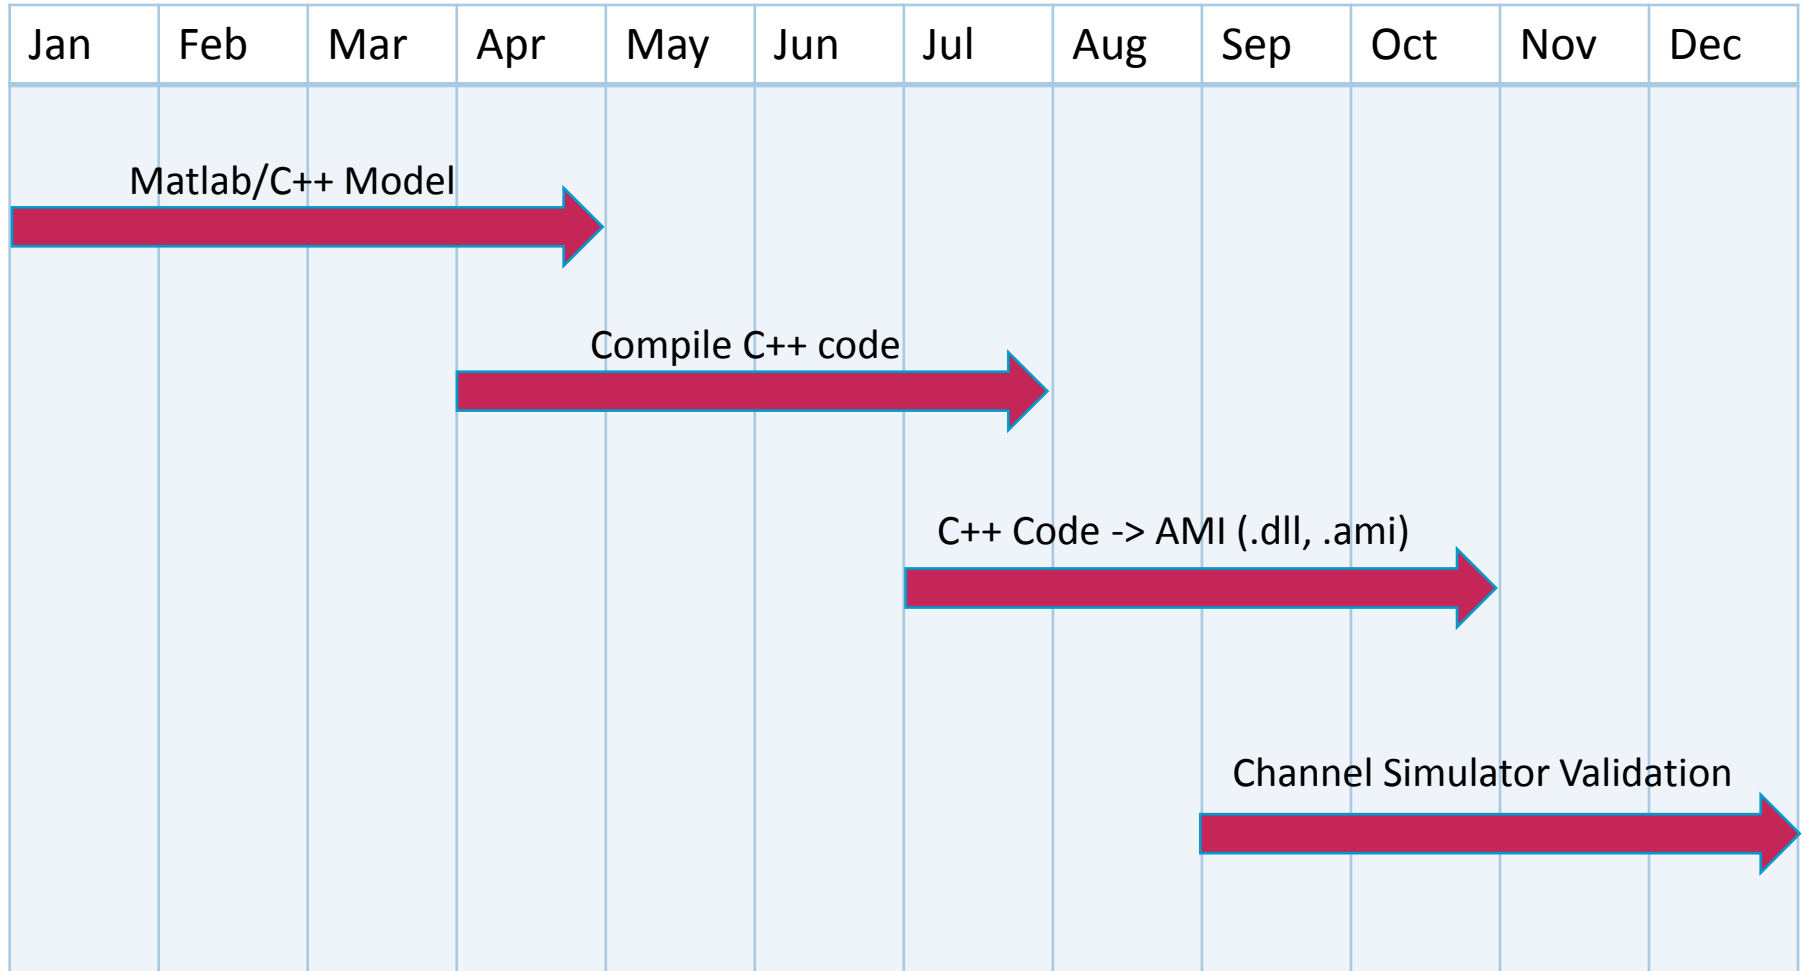 Jan Feb Mar Apr May Jun Jul Aug Sep Oct Nov Dec
Matlab/C++ Model
Compile C++ code
C++ Code -> AMI (.dll, .ami)
Channel Simulator Validation